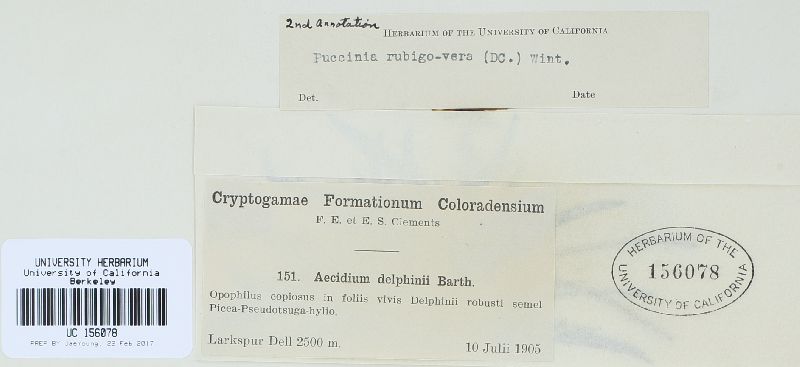 2nd Annotation
HERBARIUM OF THE UNIVERSITY OF CALIFORNIA
Puccinia rubigo-vera (DC.) Wint.
Det. Date
Cryptogamae Formationum Coloradensium
F. E. et E. S. Clements
151. Aecidium delphinii Barth.
Opophilus copiosus in foliis vivis Delphinii robusti semel
Picea-Pseudotsuga-hylio.
Larkspur Dell 2500 m. 10 Julii 1905
HERBARIUM OF THE
156078
UNIVERSITY OF CALIFORNIA
UNIVERSITY HERBARIUM
University of California
Berkeley
UC 156078
PREP BY Jaeyoung, 23 Feb 2017